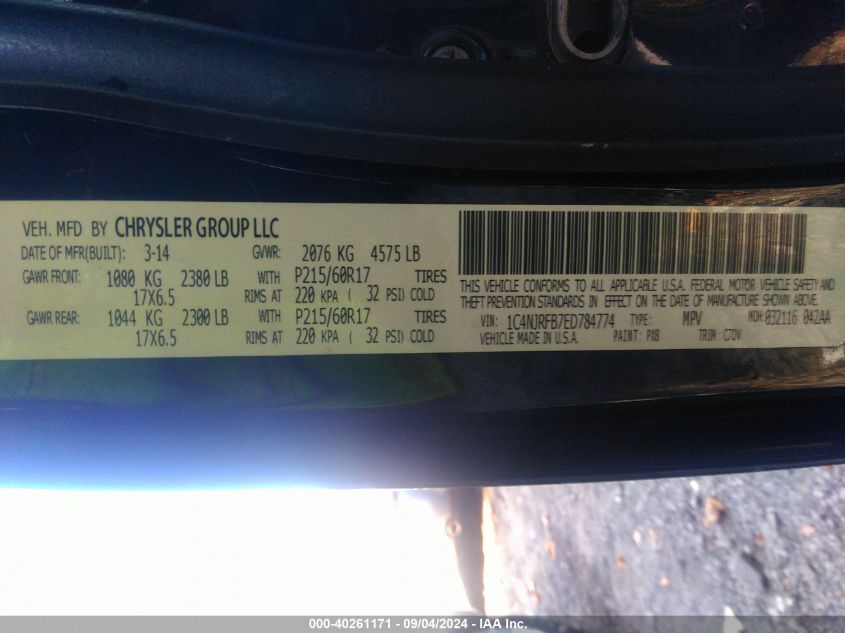 VEH. MFD BY CHRYSLER GROUP LLC
DATE OF MFR(BUILT): 3-14 GVWR: 2076 KG 4575 LB
GAWR FRONT: 1080 KG 2380 LB WITH P215/60R17 TIRES
17X6.5 RIMS AT 220 KPA ( 32 PSI) COLD
GAWR REAR: 1044 KG 2300 LB WITH P215/60R17 TIRES
17X6.5 RIMS AT 220 KPA ( 32 PSI) COLD
THIS VEHICLE CONFORMS TO ALL APPLICABLE U.S.A. FEDERAL MOTOR VEHICLE SAFETY AND
THEFT PREVENTION STANDARDS IN EFFECT ON THE DATE OF MANUFACTURE SHOWN ABOVE.
VIN: 1C4NJRFB7ED784774 TYPE: MPV MDH: 032116 042AA
VEHICLE MADE IN U.S.A. PAINT: PX8 TRIM:
000-40261171 - 09/04/2024 - IAA Inc.